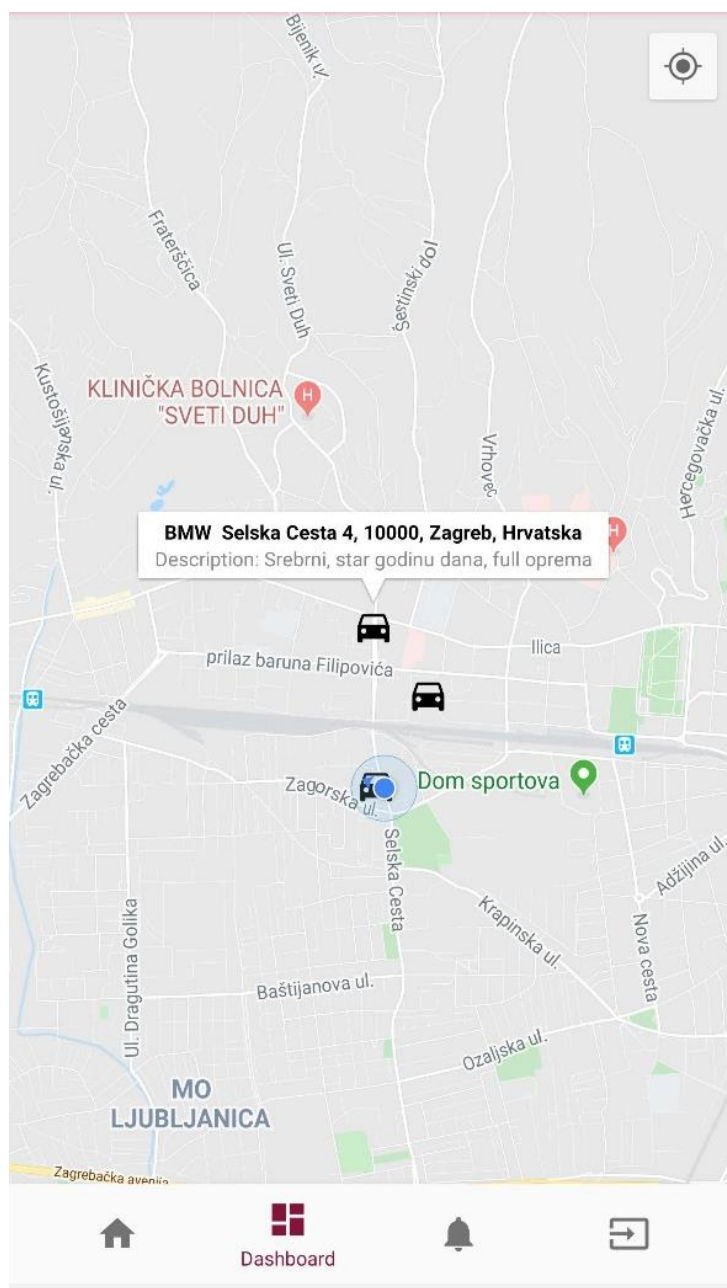 Bijenik u.
Fraterščica
Ul. Sveti Duh
Šestinski dol
Kustošijanska ul.
KLINIČKA BOLNICA
"SVETI DUH"
H
Vrhovec
Hercegovačka ul.
H
BMW Selska Cesta 4, 10000, Zagreb, Hrvatska
Description: Srebrni, star godinu dana, full oprema
Ilica
prilaz baruna Filipovića
Zagrebačka cesta
Zagorska ul.
Dom sportova
Selska Cesta
Adžijina ul.
Krapinska ul.
Nova cesta
Ul. Dragutina Golika
Baštijanova ul.
Ozaljska ul.
MO
LJUBLJANICA
Zagrebačka avenija
Dashboard